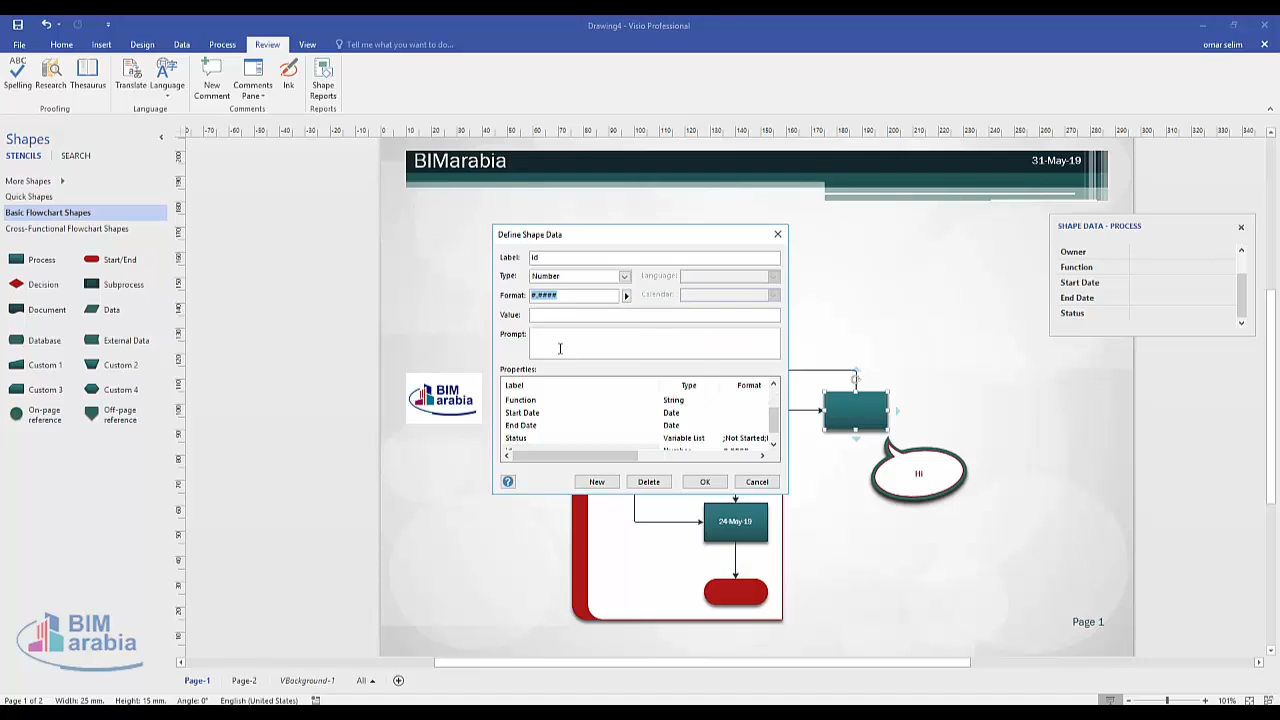 Drawing4 - Visio Professional
File Home Insert Design Data Process Review View Tell me what you want to do... omar selim
ABC
Spelling Research Thesaurus Translate Language New Comment Comments Pane Ink Shape Reports
Proofing Language Comments Reports
Shapes
STENCILS SEARCH
More Shapes
Quick Shapes
Basic Flowchart Shapes
Cross-Functional Flowchart Shapes
Process Start/End
Decision Subprocess
Document Data
Database External Data
Custom 1 Custom 2
Custom 3 Custom 4
On-page reference Off-page reference
BIMarabia 31-May-19
Define Shape Data
Label: id
Type: Number Language:
Format: #.#### Calendar:
Value:
Prompt:
Properties:
Label Type Format
Function String
Start Date Date
End Date Date
Status Variable List ;Not Started;I
New Delete OK Cancel
SHAPE DATA - PROCESS
Owner
Function
Start Date
End Date
Status
BIM
arabia
Hi
24-May-19
BIM
arabia
Page 1
Page-1 Page-2 VBackground-1 All
Page 1 of 2 Width: 25 mm. Height: 15 mm. Angle: 0° English (United States) 101%